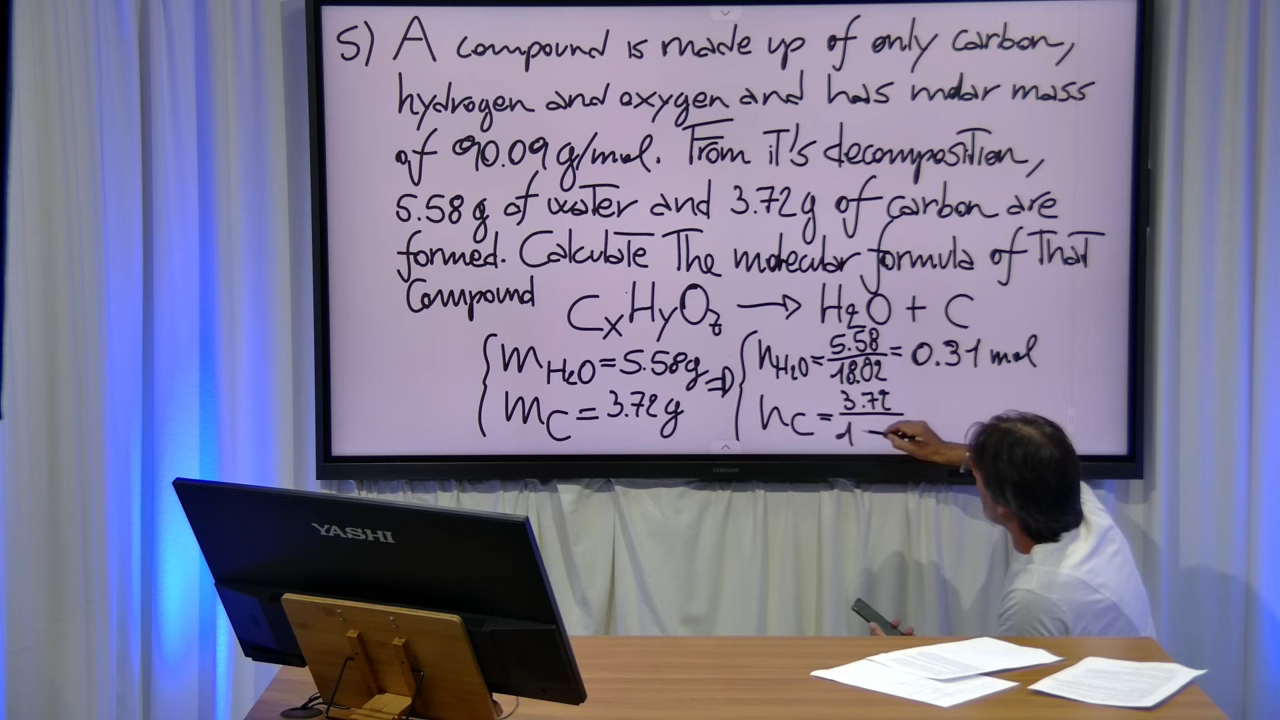 5) A compound is made up of only carbon,
hydrogen and oxygen and has molar mass
of 90.09 g/mol. From it's decomposition,
5.58 g of water and 3.72 g of carbon are
formed. Calculate the molecular formula of that
compound
CxHyOz → H2O + C
mH2O = 5.58 g ⇒ nH2O = 5.58/18.02 = 0.31 mol
mC = 3.72 g nC = 3.72/1
SAMSUNG
YASHI